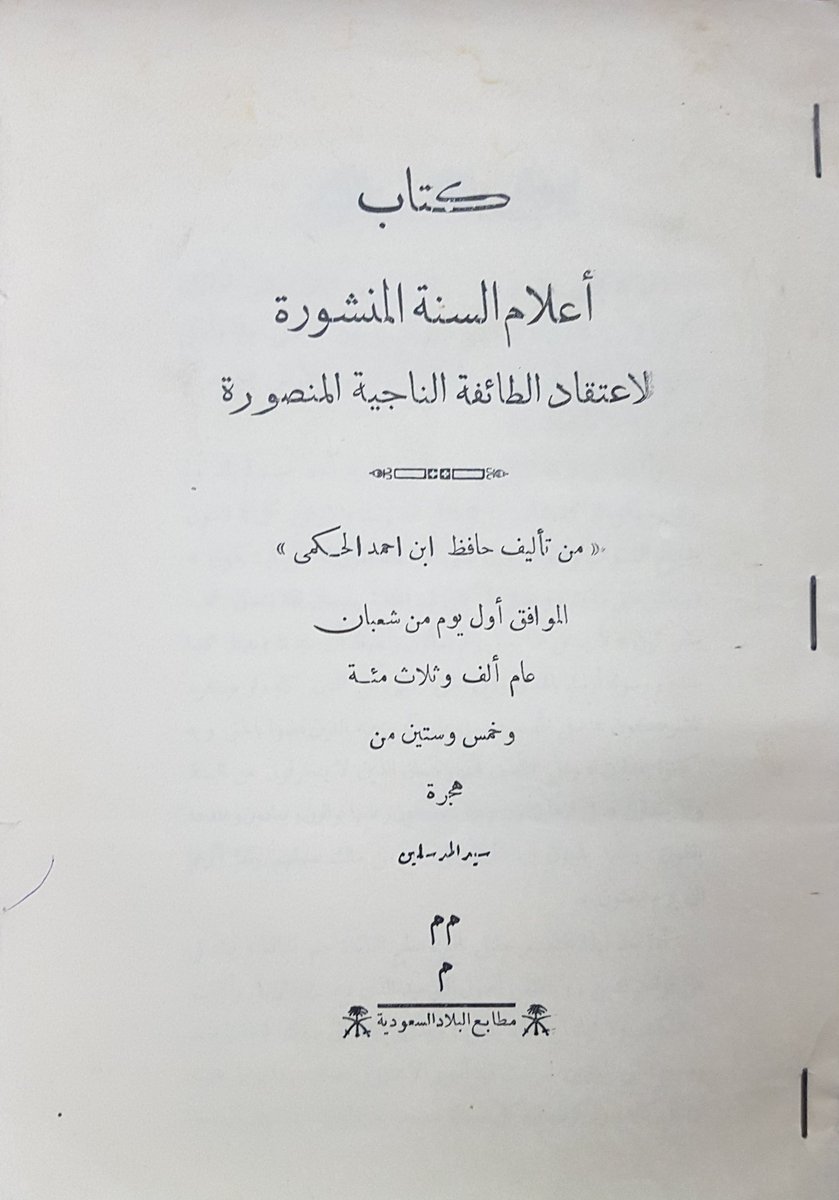 كتاب
أعلام السنة المنشورة
لاعتقاد الطائفة الناجية المنصورة
« من تأليف حافظ ابن احمد الحكمى »
الموافق أول يوم من شعبان
عام ألف وثلاث مئة
وخمس وستين من
هجرة
سيد المرسلين
م م
م
مطابع البلاد السعودية